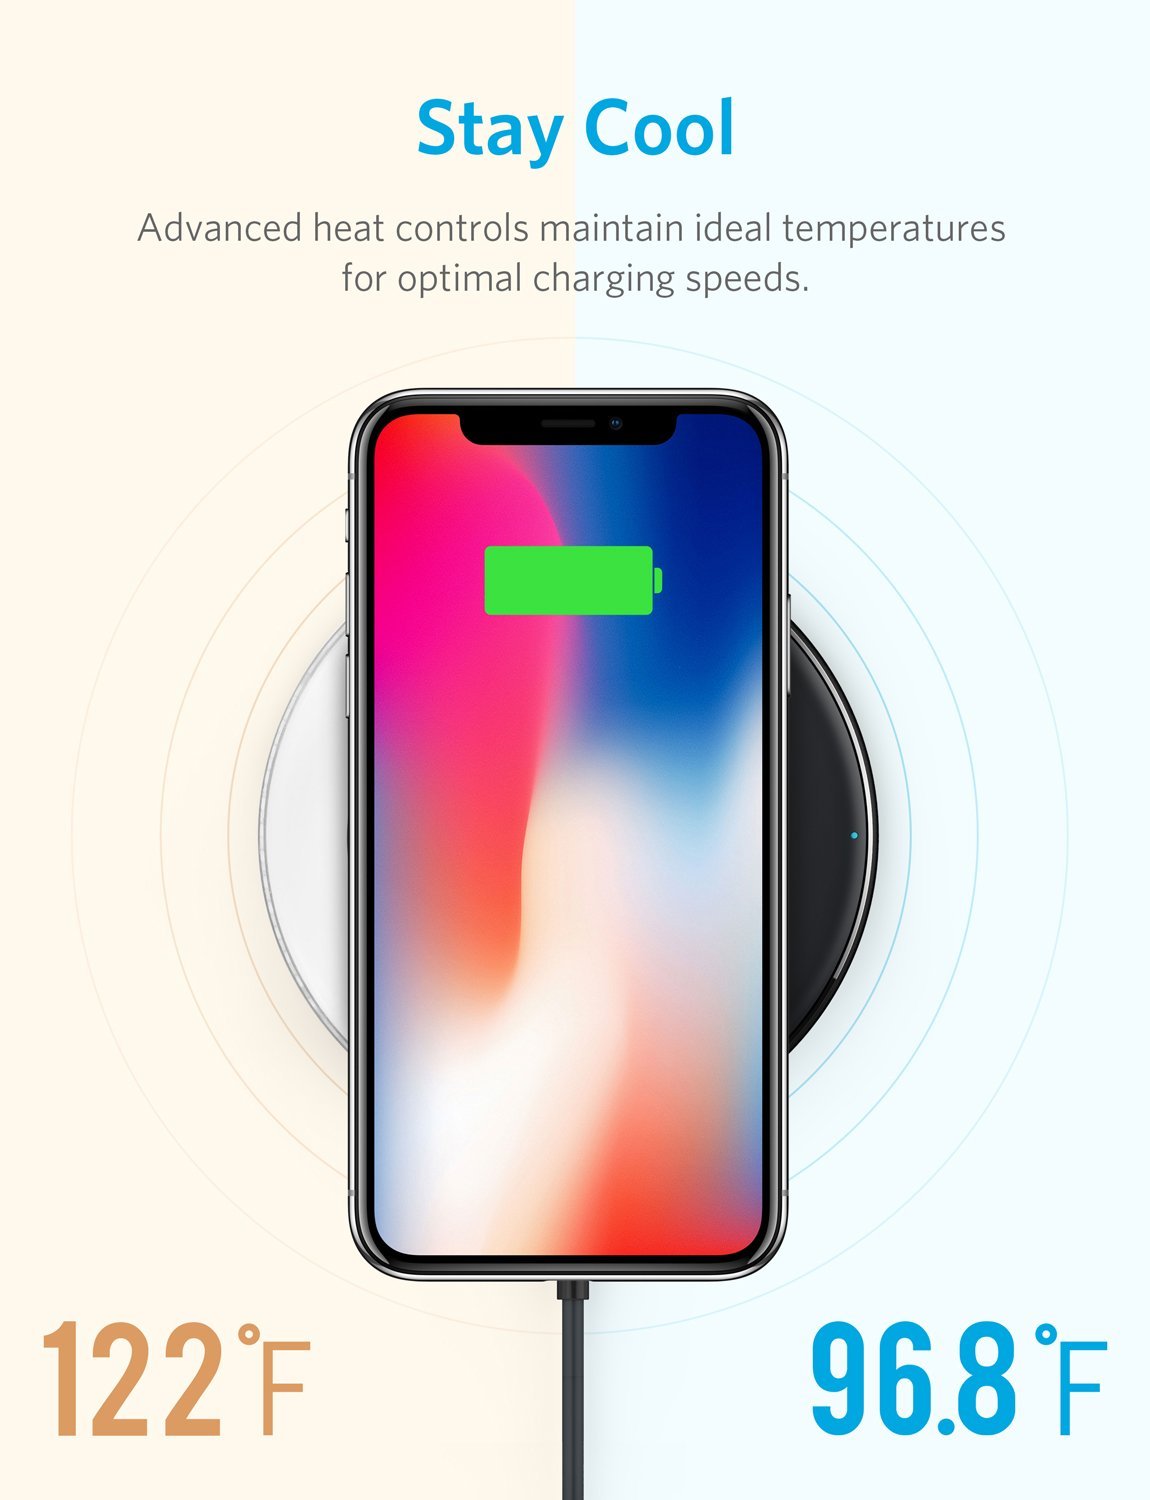 Stay Cool
Advanced heat controls maintain ideal temperatures
for optimal charging speeds.
122°F
96.8°F